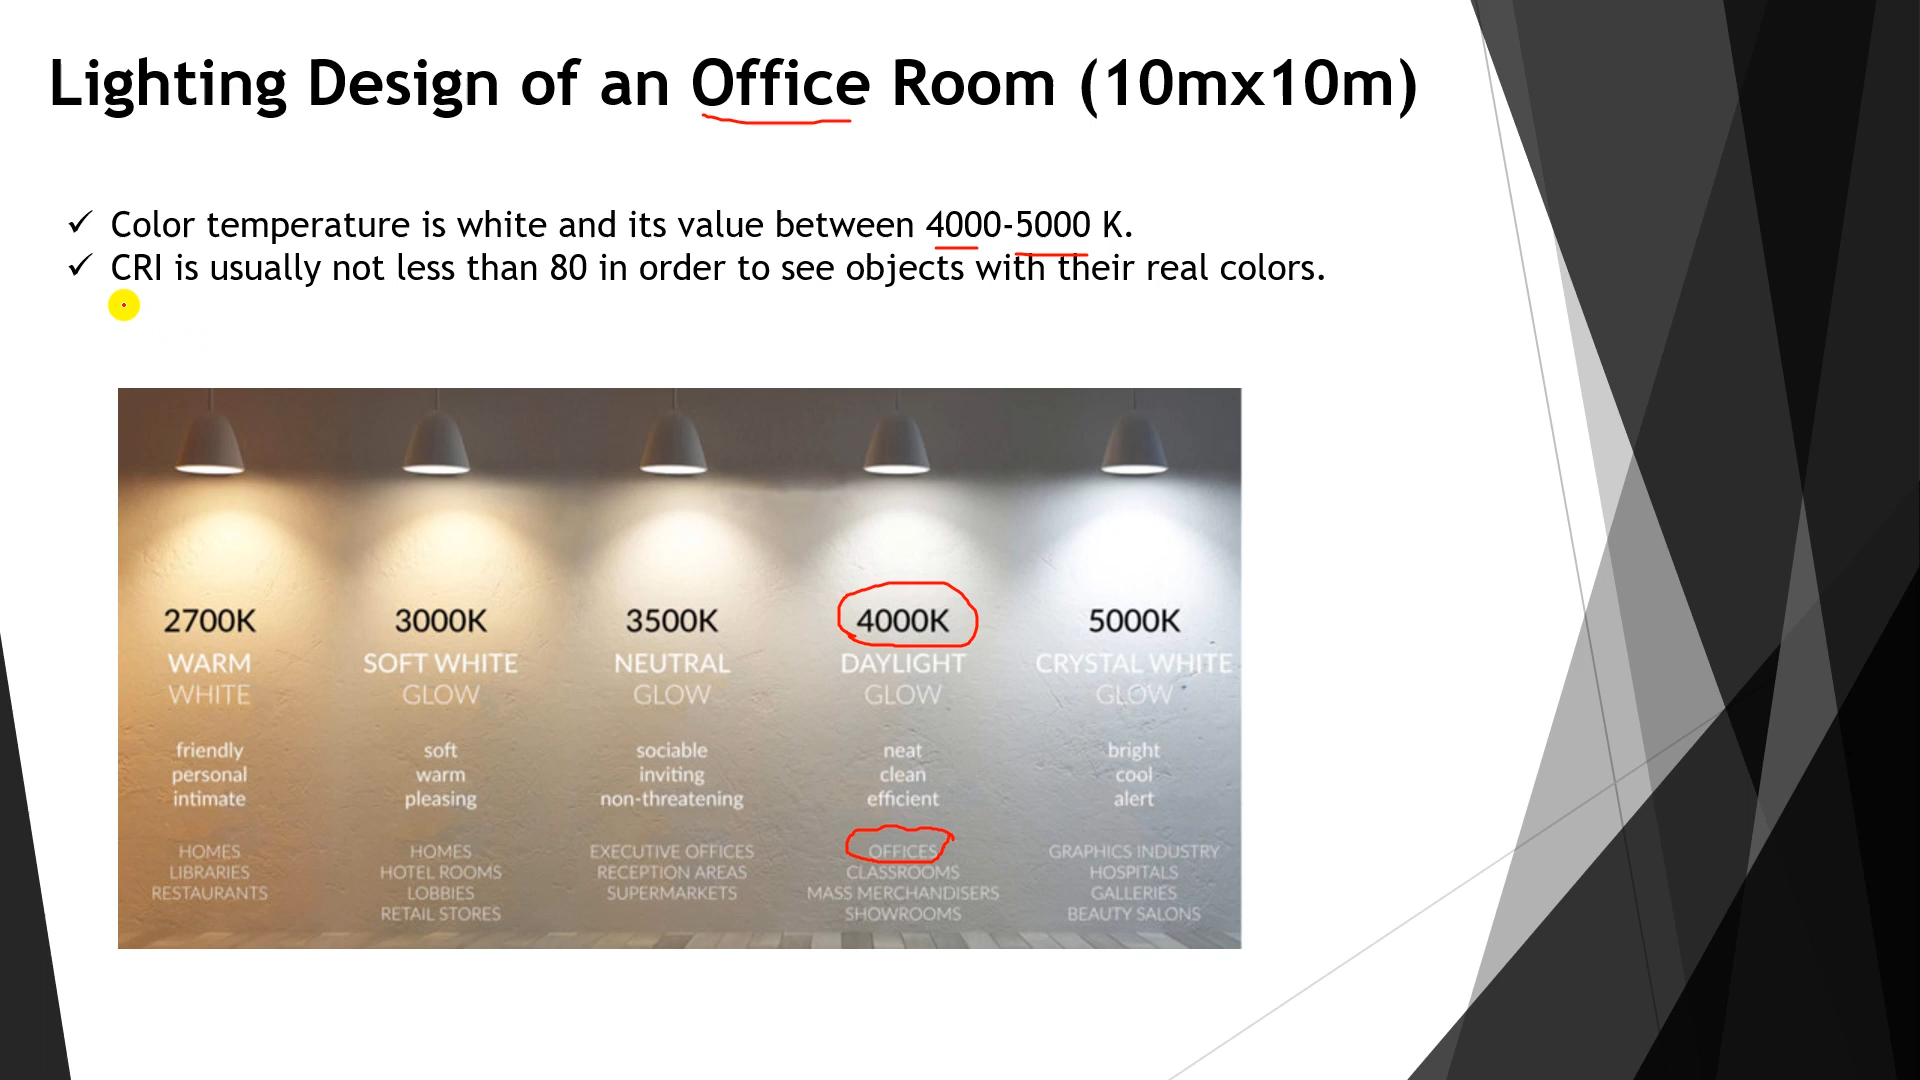 Lighting Design of an Office Room (10mx10m)
✓ Color temperature is white and its value between 4000-5000 K.
✓ CRI is usually not less than 80 in order to see objects with their real colors.
2700K
WARM
WHITE
friendly
personal
intimate
HOMES
LIBRARIES
RESTAURANTS
3000K
SOFT WHITE
GLOW
soft
warm
pleasing
HOMES
HOTEL ROOMS
LOBBIES
RETAIL STORES
3500K
NEUTRAL
GLOW
sociable
inviting
non-threatening
EXECUTIVE OFFICES
RECEPTION AREAS
SUPERMARKETS
4000K
DAYLIGHT
GLOW
neat
clean
efficient
OFFICES
CLASSROOMS
MASS MERCHANDISERS
SHOWROOMS
5000K
CRYSTAL WHITE
GLOW
bright
cool
alert
GRAPHICS INDUSTRY
HOSPITALS
GALLERIES
BEAUTY SALONS